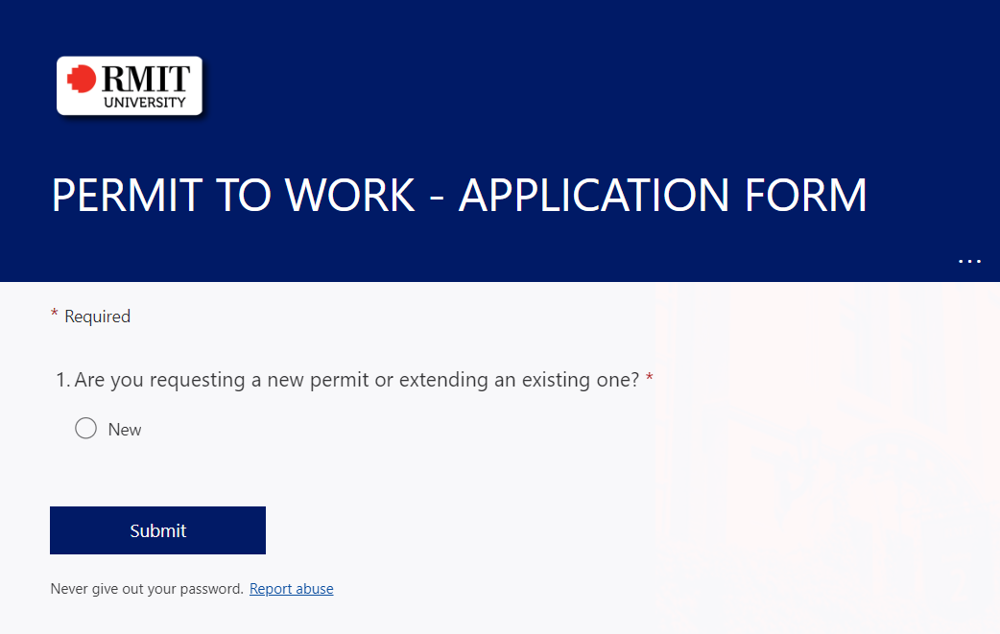 RMIT
UNIVERSITY
PERMIT TO WORK - APPLICATION FORM
...
* Required
1. Are you requesting a new permit or extending an existing one? *
New
Submit
Never give out your password. Report abuse